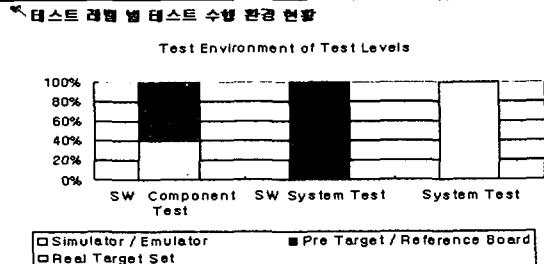 테스트 레벨 별 테스트 수행 환경 현황
Test Environment of Test Levels
100%
80%
60%
40%
20%
0%
SW Component Test
SW System Test
System Test
Simulator / Emulator
Pre Target / Reference Board
Real Target Set